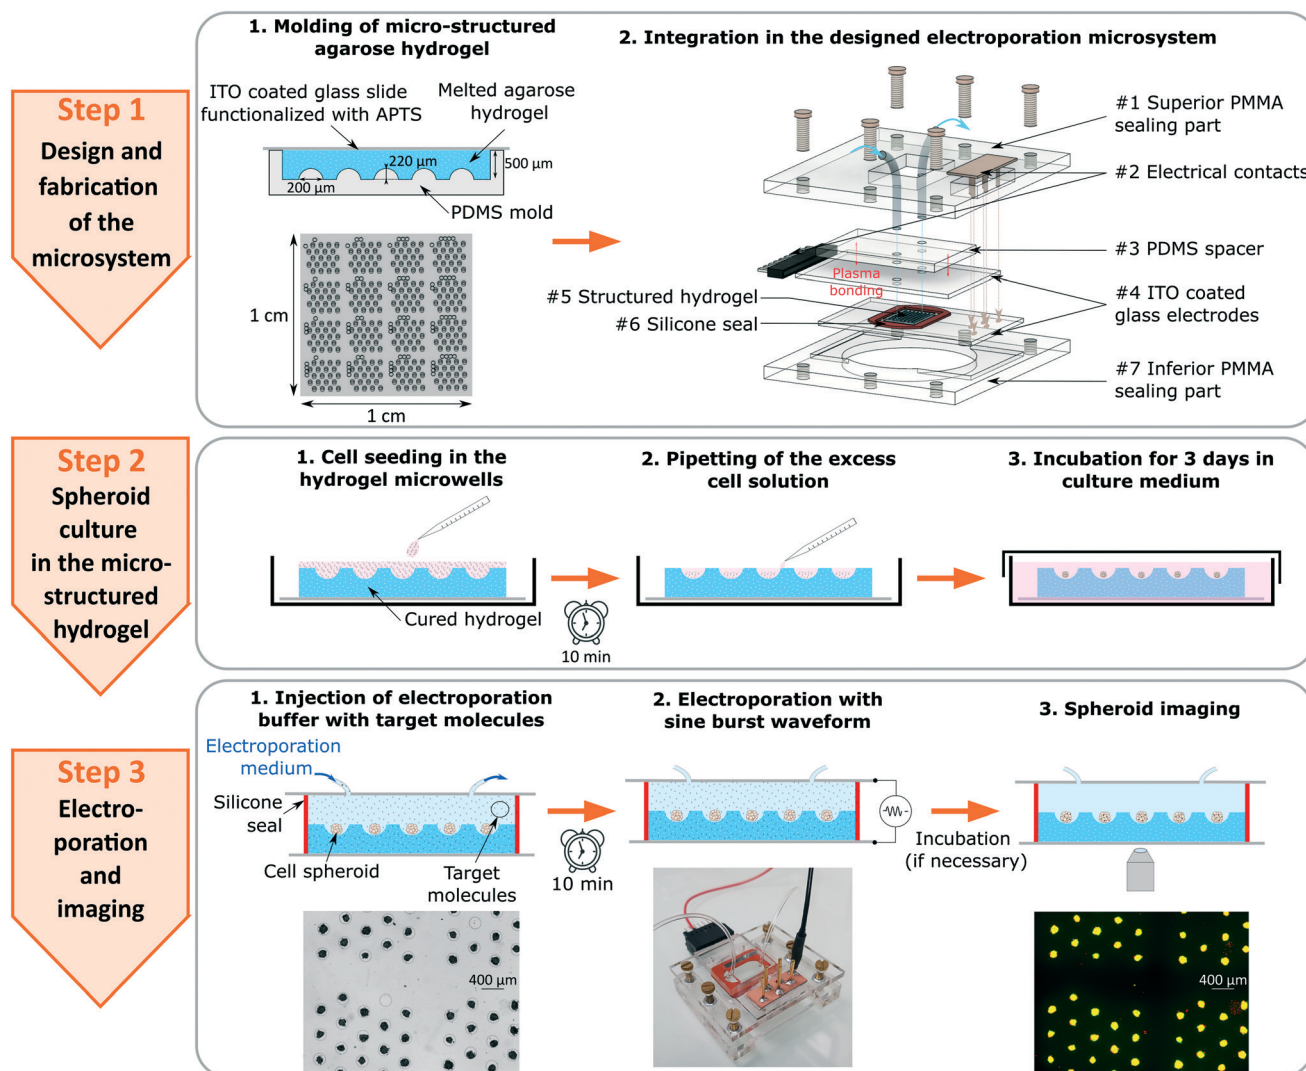 Step 1
Design and
fabrication
of the
microsystem
1. Molding of micro-structured
agarose hydrogel
ITO coated glass slide
functionalized with APTS
Melted agarose
hydrogel
220 µm
500 µm
200 µm
PDMS mold
1 cm
1 cm
2. Integration in the designed electroporation microsystem
#1 Superior PMMA
sealing part
#2 Electrical contacts
#3 PDMS spacer
Plasma
bonding
#4 ITO coated
glass electrodes
#5 Structured hydrogel
#6 Silicone seal
#7 Inferior PMMA
sealing part
Step 2
Spheroid
culture
in the micro-
structured
hydrogel
1. Cell seeding in the
hydrogel microwells
Cured hydrogel
10 min
2. Pipetting of the excess
cell solution
3. Incubation for 3 days in
culture medium
Step 3
Electro-
poration
and
imaging
1. Injection of electroporation
buffer with target molecules
Electroporation
medium
Silicone
seal
Cell spheroid
Target
molecules
10 min
400 µm
2. Electroporation with
sine burst waveform
Incubation
(if necessary)
3. Spheroid imaging
400 µm